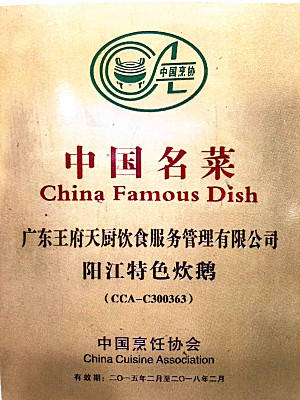 中国烹协
中国名菜
China Famous Dish
广东王府天厨饮食服务管理有限公司
阳江特色炊鹅
(CCA-C300363)
中国烹饪协会
China Cuisine Association
有效期：二○一五年二月至二○一八年二月